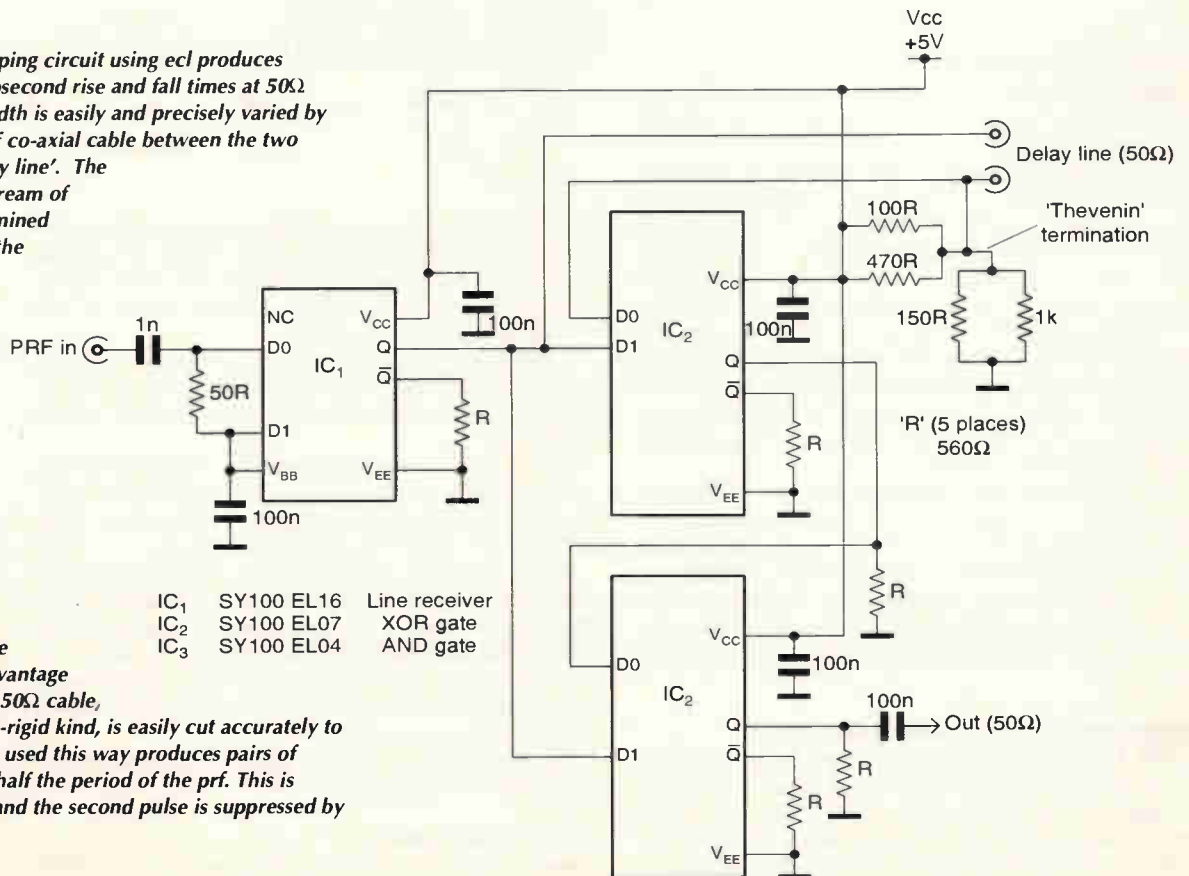 ping circuit using ecl produces
second rise and fall times at 50Ω
dth is easily and precisely varied by
f co-axial cable between the two
y line'. The
ream of
mined
the
Vcc
+5V
Delay line (50Ω)
100R
'Thevenin'
termination
470R
150R
1k
'R' (5 places)
560Ω
PRF in
1n
50R
100n
NC
D0
D1
VBB
IC1
VCC
Q
Q̅
VEE
100n
R
D0
D1
IC2
VCC
Q
Q̅
VEE
100n
R
R
IC1 SY100 EL16 Line receiver
IC2 SY100 EL07 XOR gate
IC3 SY100 EL04 AND gate
D0
D1
IC2
VCC
Q
Q̅
VEE
100n
100n
Out (50Ω)
R
R
e
vantage
50Ω cable,
-rigid kind, is easily cut accurately to
used this way produces pairs of
half the period of the prf. This is
and the second pulse is suppressed by